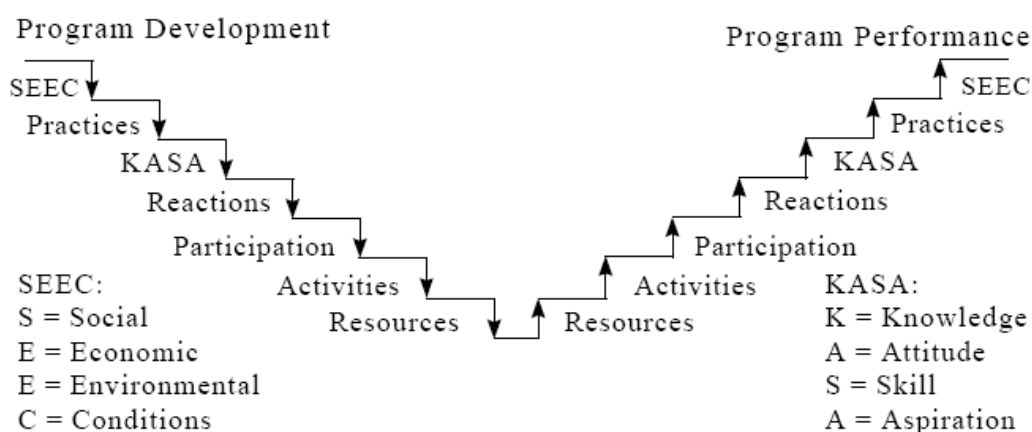 Program Development
Program Performance
SEEC
SEEC
Practices
Practices
KASA
KASA
Reactions
Reactions
Participation
Participation
Activities
Activities
Resources
Resources
SEEC:
S = Social
E = Economic
E = Environmental
C = Conditions
KASA:
K = Knowledge
A = Attitude
S = Skill
A = Aspiration